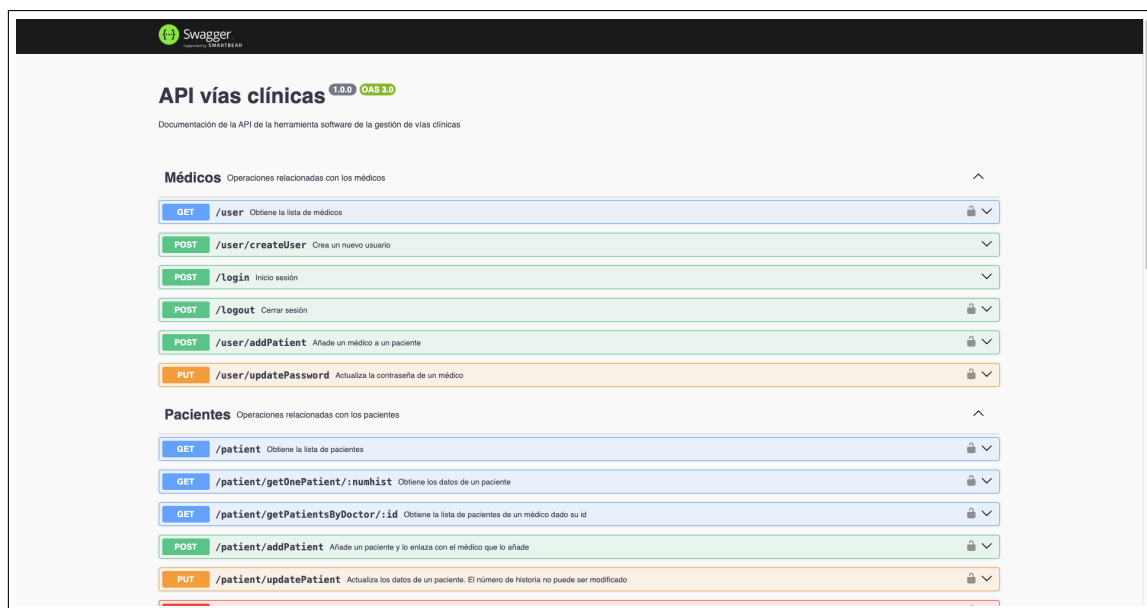 Swagger.
Supported by SMARTBEAR
API vías clínicas 1.0.0 OAS 3.0
Documentación de la API de la herramienta software de la gestión de vías clínicas
Médicos Operaciones relacionadas con los médicos
GET /user Obtiene la lista de médicos
POST /user/createUser Crea un nuevo usuario
POST /login Inicio sesión
POST /logout Cerrar sesión
POST /user/addPatient Añade un médico a un paciente
PUT /user/updatePassword Actualiza la contraseña de un médico
Pacientes Operaciones relacionadas con los pacientes
GET /patient Obtiene la lista de pacientes
GET /patient/getOnePatient/:numhist Obtiene los datos de un paciente
GET /patient/getPatientsByDoctor/:id Obtiene la lista de pacientes de un médico dado su id
POST /patient/addPatient Añade un paciente y lo enlaza con el médico que lo añade
PUT /patient/updatePatient Actualiza los datos de un paciente. El número de historia no puede ser modificado